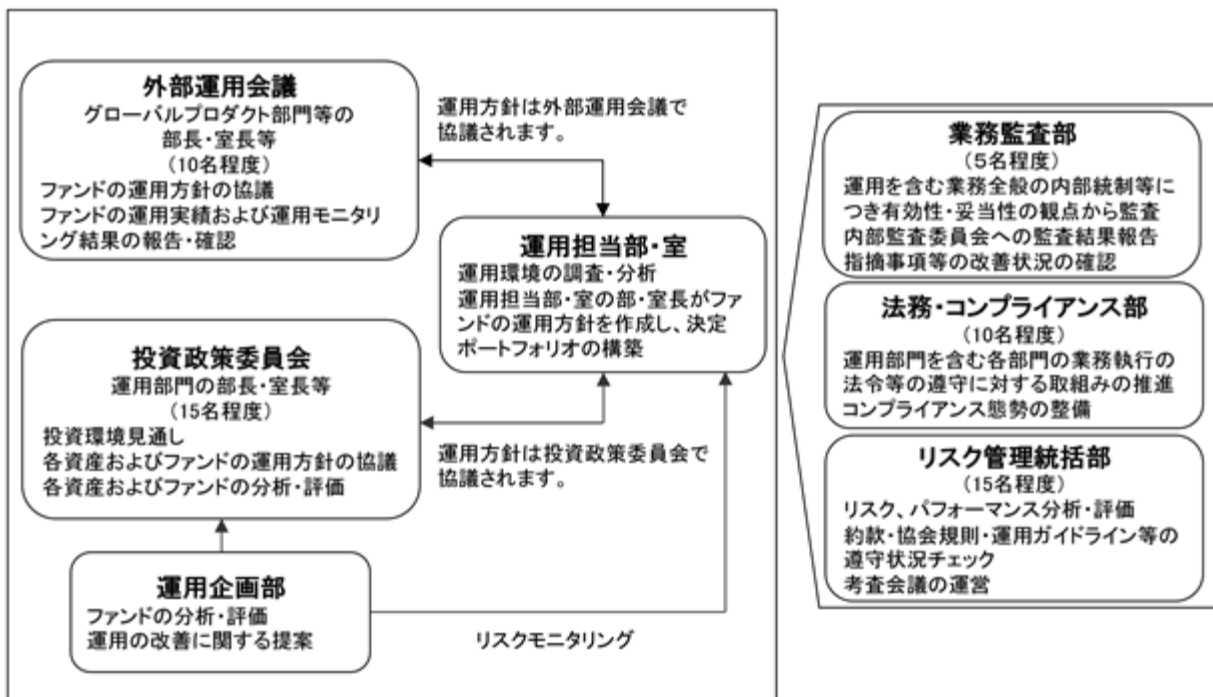 外部運用会議
グローバルプロダクト部門等の
部長・室長等
(10名程度)
ファンドの運用方針の協議
ファンドの運用実績および運用モニタリ
ング結果の報告・確認
運用方針は外部運用会議で
協議されます。
運用担当部・室
運用環境の調査・分析
運用担当部・室の部・室長がファ
ンドの運用方針を作成し、決定
ポートフォリオの構築
投資政策委員会
運用部門の部長・室長等
(15名程度)
投資環境見通し
各資産およびファンドの運用方針の協議
各資産およびファンドの分析・評価
運用方針は投資政策委員会で
協議されます。
運用企画部
ファンドの分析・評価
運用の改善に関する提案
リスクモニタリング
業務監査部
(5名程度)
運用を含む業務全般の内部統制等に
つき有効性・妥当性の観点から監査
内部監査委員会への監査結果報告
指摘事項等の改善状況の確認
法務・コンプライアンス部
(10名程度)
運用部門を含む各部門の業務執行の
法令等の遵守に対する取組みの推進
コンプライアンス態勢の整備
リスク管理統括部
(15名程度)
リスク、パフォーマンス分析・評価
約款・協会規則・運用ガイドライン等の
遵守状況チェック
考査会議の運営